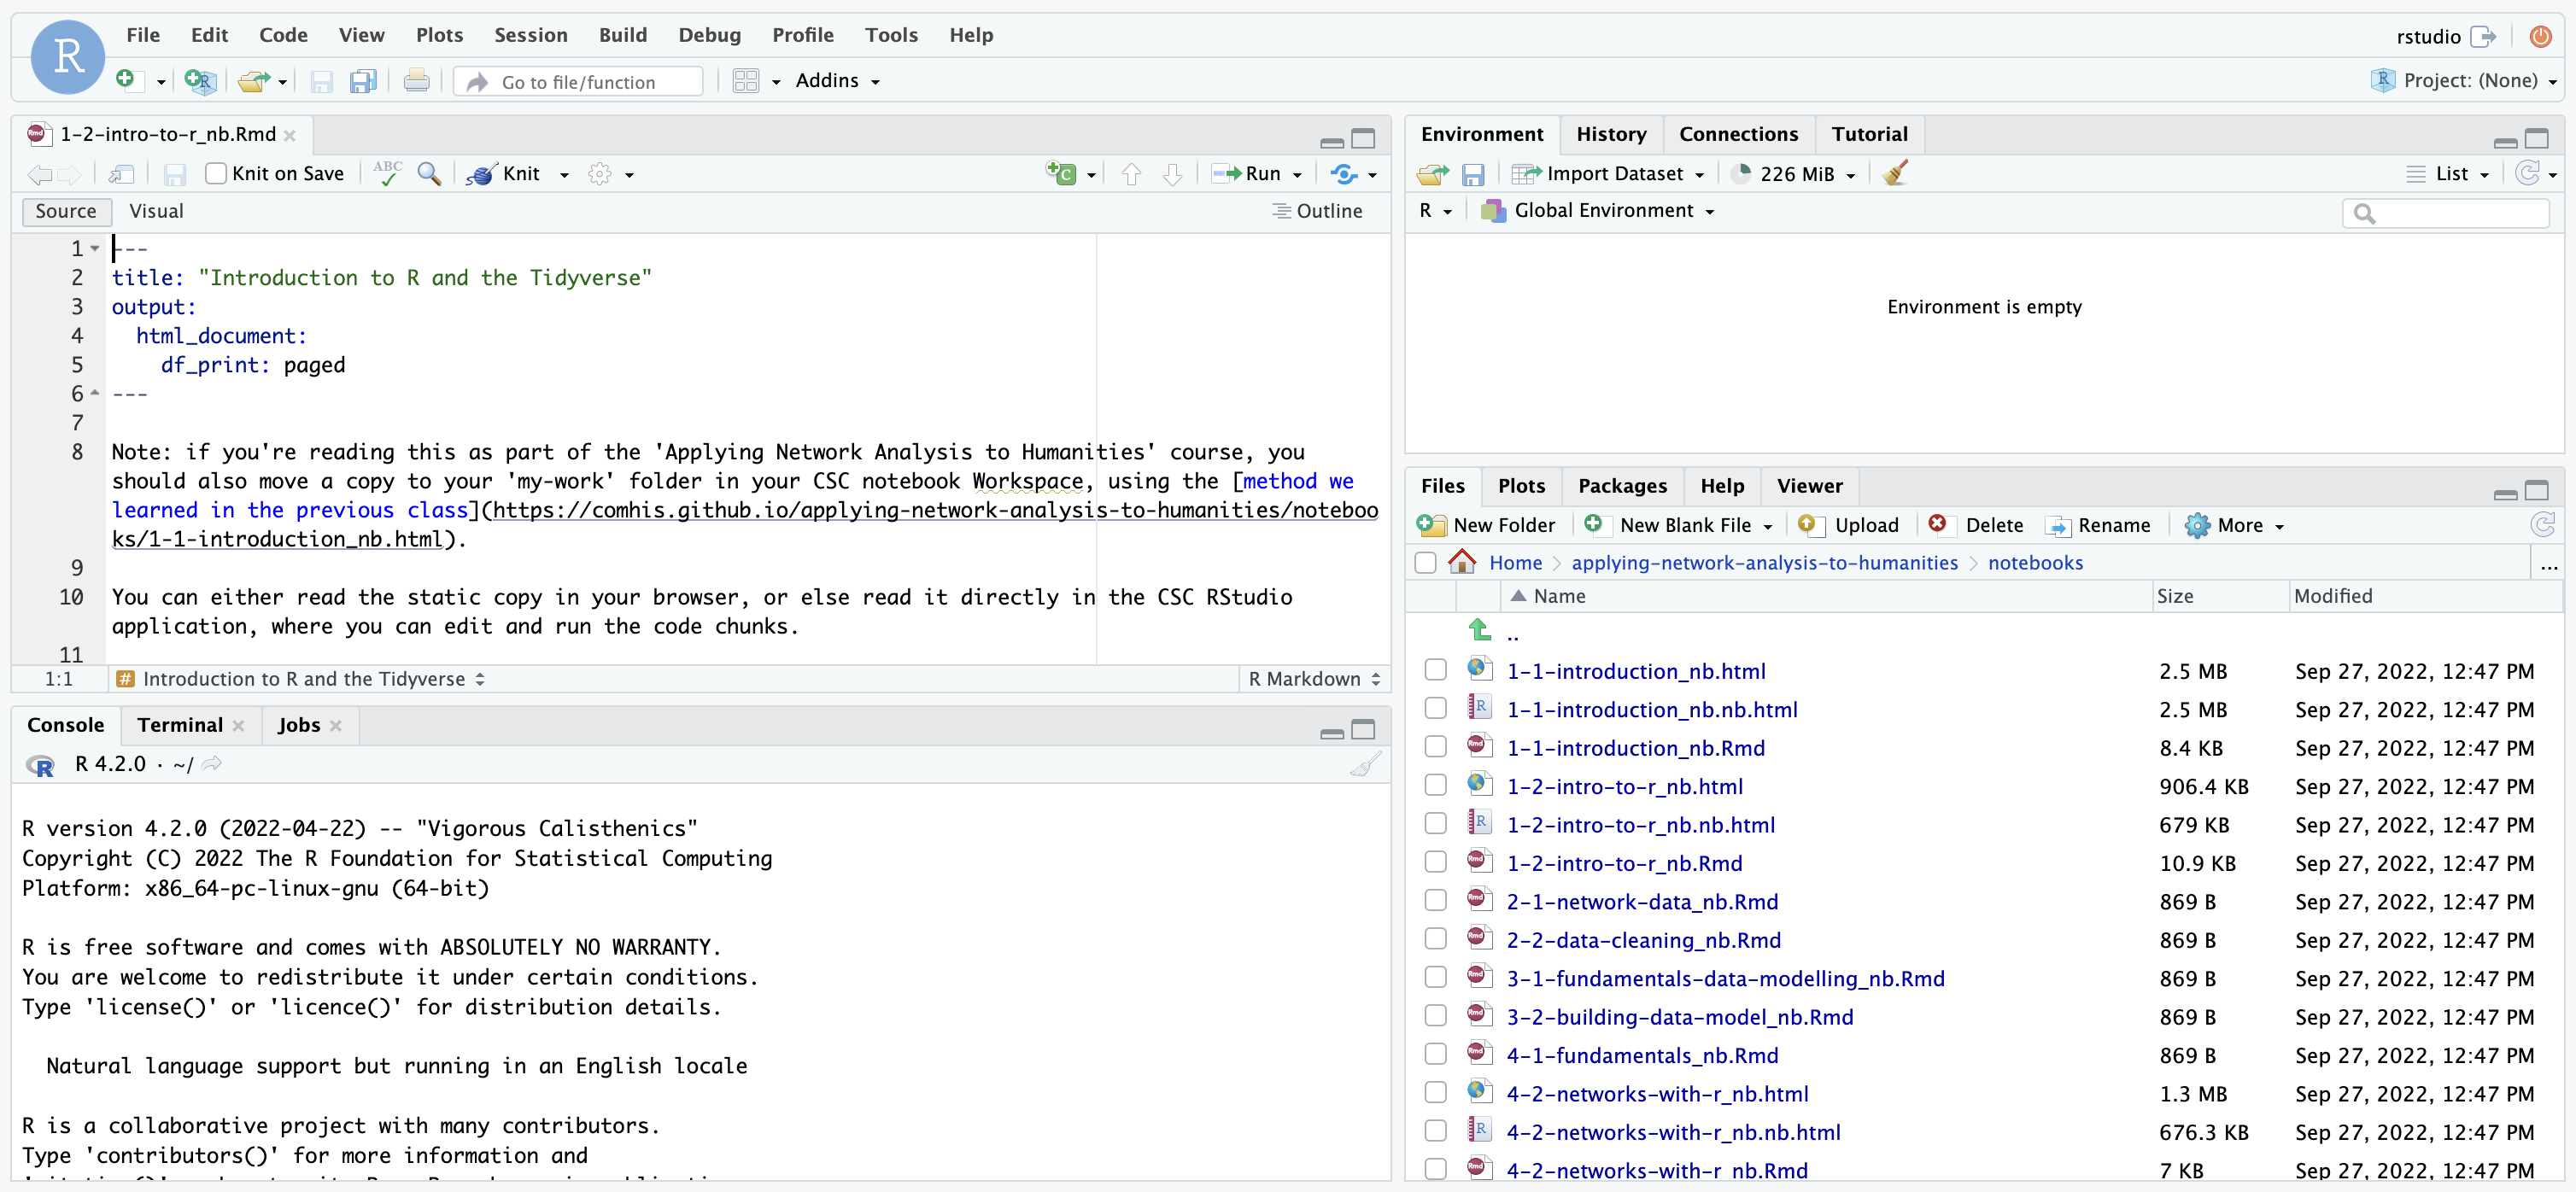 File Edit Code View Plots Session Build Debug Profile Tools Help
rstudio
Go to file/function
Addins
Project: (None)
1-2-intro-to-r_nb.Rmd
Knit on Save
ABC
Knit
Run
Source
Visual
Outline
1 ---
2 title: "Introduction to R and the Tidyverse"
3 output:
4 html_document:
5 df_print: paged
6 ---
7
8 Note: if you're reading this as part of the 'Applying Network Analysis to Humanities' course, you
should also move a copy to your 'my-work' folder in your CSC notebook Workspace, using the [method we
learned in the previous class](https://comhis.github.io/applying-network-analysis-to-humanities/noteboo
ks/1-1-introduction_nb.html).
9
10 You can either read the static copy in your browser, or else read it directly in the CSC RStudio
application, where you can edit and run the code chunks.
11
1:1
# Introduction to R and the Tidyverse
R Markdown
Console Terminal Jobs
R 4.2.0 · ~/
R version 4.2.0 (2022-04-22) -- "Vigorous Calisthenics"
Copyright (C) 2022 The R Foundation for Statistical Computing
Platform: x86_64-pc-linux-gnu (64-bit)
R is free software and comes with ABSOLUTELY NO WARRANTY.
You are welcome to redistribute it under certain conditions.
Type 'license()' or 'licence()' for distribution details.
Natural language support but running in an English locale
R is a collaborative project with many contributors.
Type 'contributors()' for more information and
Environment History Connections Tutorial
Import Dataset
226 MiB
List
R
Global Environment
Environment is empty
Files Plots Packages Help Viewer
New Folder New Blank File Upload Delete Rename More
Home > applying-network-analysis-to-humanities > notebooks ...
Name Size Modified
..
1-1-introduction_nb.html 2.5 MB Sep 27, 2022, 12:47 PM
1-1-introduction_nb.nb.html 2.5 MB Sep 27, 2022, 12:47 PM
1-1-introduction_nb.Rmd 8.4 KB Sep 27, 2022, 12:47 PM
1-2-intro-to-r_nb.html 906.4 KB Sep 27, 2022, 12:47 PM
1-2-intro-to-r_nb.nb.html 679 KB Sep 27, 2022, 12:47 PM
1-2-intro-to-r_nb.Rmd 10.9 KB Sep 27, 2022, 12:47 PM
2-1-network-data_nb.Rmd 869 B Sep 27, 2022, 12:47 PM
2-2-data-cleaning_nb.Rmd 869 B Sep 27, 2022, 12:47 PM
3-1-fundamentals-data-modelling_nb.Rmd 869 B Sep 27, 2022, 12:47 PM
3-2-building-data-model_nb.Rmd 869 B Sep 27, 2022, 12:47 PM
4-1-fundamentals_nb.Rmd 869 B Sep 27, 2022, 12:47 PM
4-2-networks-with-r_nb.html 1.3 MB Sep 27, 2022, 12:47 PM
4-2-networks-with-r_nb.nb.html 676.3 KB Sep 27, 2022, 12:47 PM
4-2-networks-with-r_nb.Rmd 7 KB Sep 27, 2022, 12:47 PM